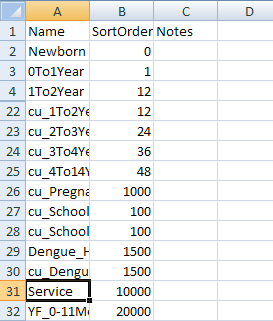 A B C D
1 Name SortOrder Notes
2 Newborn 0
3 0To1Year 1
4 1To2Year 12
22 cu_1To2Ye 12
23 cu_2To3Ye 24
24 cu_3To4Ye 36
25 cu_4To14Y 48
26 cu_Pregna 1000
27 cu_School 100
28 cu_School 100
29 Dengue_H 1500
30 cu_Dengu 1500
31 Service 10000
32 YF_0-11Mo 20000